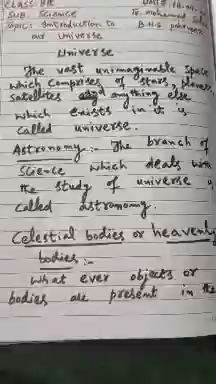 Class: 8th
SUB: Science
Topic: Introduction to B.H.S
our Universe
Universe
The vast unimaginable space
which comprises of stars, planets,
satellites and anything else
which exists in it is
called universe.
Astronomy:- The branch of
science which deals with
the study of universe is
called astronomy.
Celestial bodies or heavenly
bodies:-
What ever objects or
bodies are present in the